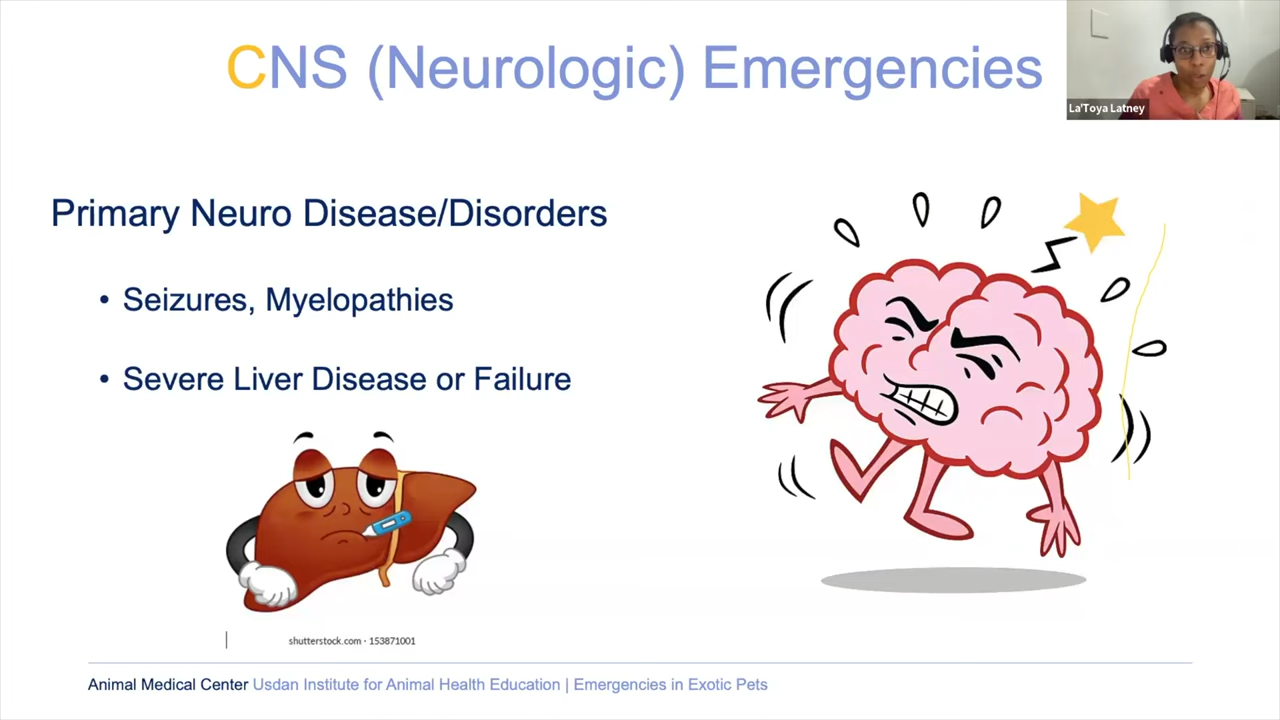 CNS (Neurologic) Emergencies
La'Toya Latney
Primary Neuro Disease/Disorders
• Seizures, Myelopathies
• Severe Liver Disease or Failure
shutterstock.com · 153871001
Animal Medical Center Usdan Institute for Animal Health Education | Emergencies in Exotic Pets